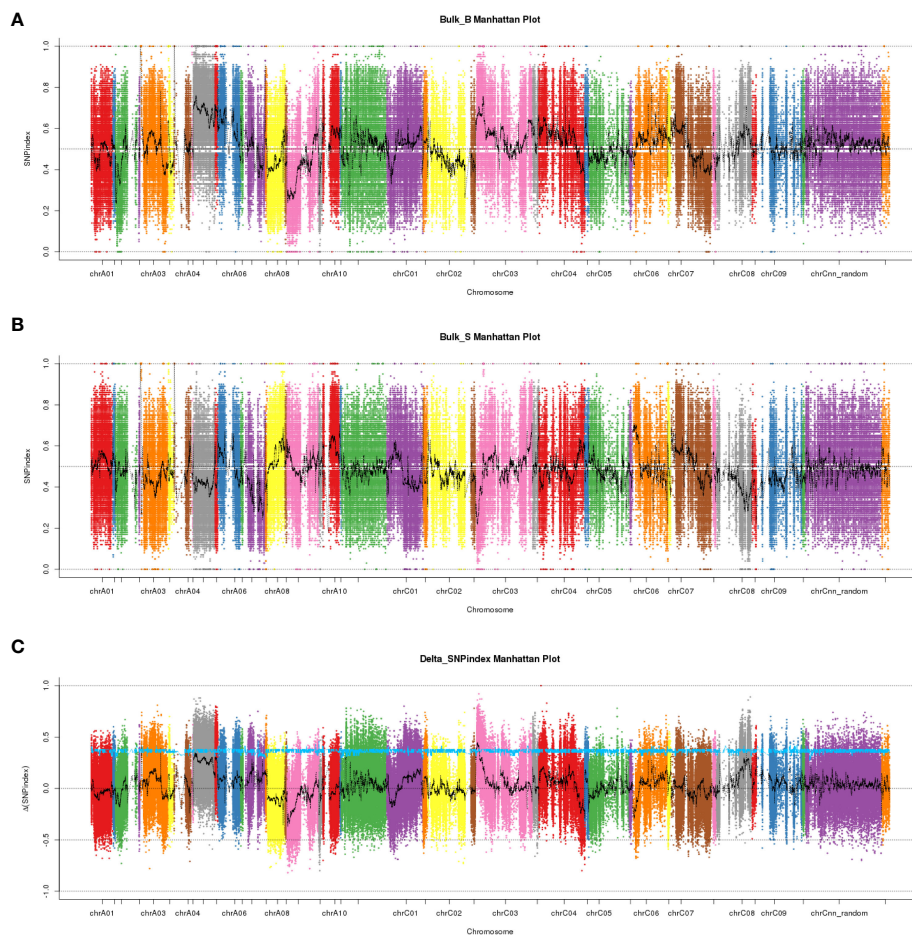 A
Bulk_B Manhattan Plot
SNPindex
1.0
0.8
0.6
0.4
0.2
0.0
chrA01 chrA03 chrA04 chrA06 chrA08 chrA10 chrC01 chrC02 chrC03 chrC04 chrC05 chrC06 chrC07 chrC08 chrC09 chrCnn_random
Chromosome
B
Bulk_S Manhattan Plot
SNPindex
1.0
0.8
0.6
0.4
0.2
0.0
chrA01 chrA03 chrA04 chrA06 chrA08 chrA10 chrC01 chrC02 chrC03 chrC04 chrC05 chrC06 chrC07 chrC08 chrC09 chrCnn_random
Chromosome
C
Delta_SNPindex Manhattan Plot
Δ(SNPindex)
1.0
0.5
0.0
-0.5
-1.0
chrA01 chrA03 chrA04 chrA06 chrA08 chrA10 chrC01 chrC02 chrC03 chrC04 chrC05 chrC06 chrC07 chrC08 chrC09 chrCnn_random
Chromosome